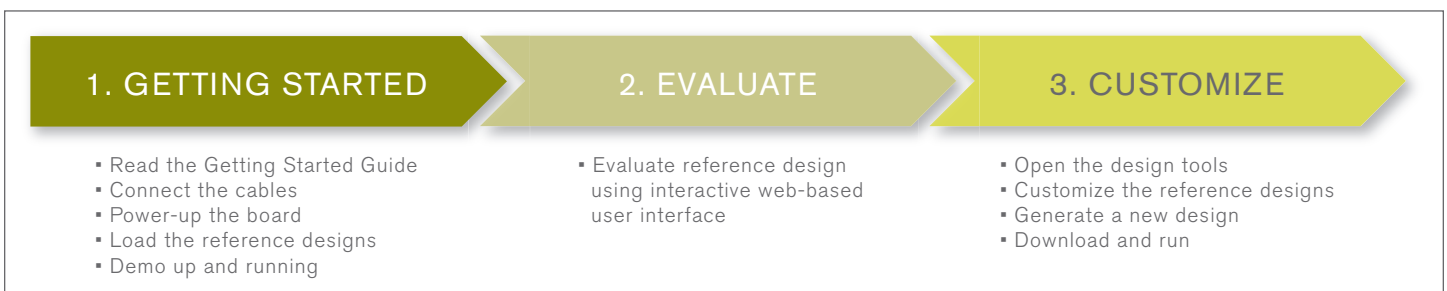 1. GETTING STARTED
▪ Read the Getting Started Guide
▪ Connect the cables
▪ Power-up the board
▪ Load the reference designs
▪ Demo up and running
2. EVALUATE
▪ Evaluate reference design
using interactive web-based
user interface
3. CUSTOMIZE
▪ Open the design tools
▪ Customize the reference designs
▪ Generate a new design
▪ Download and run